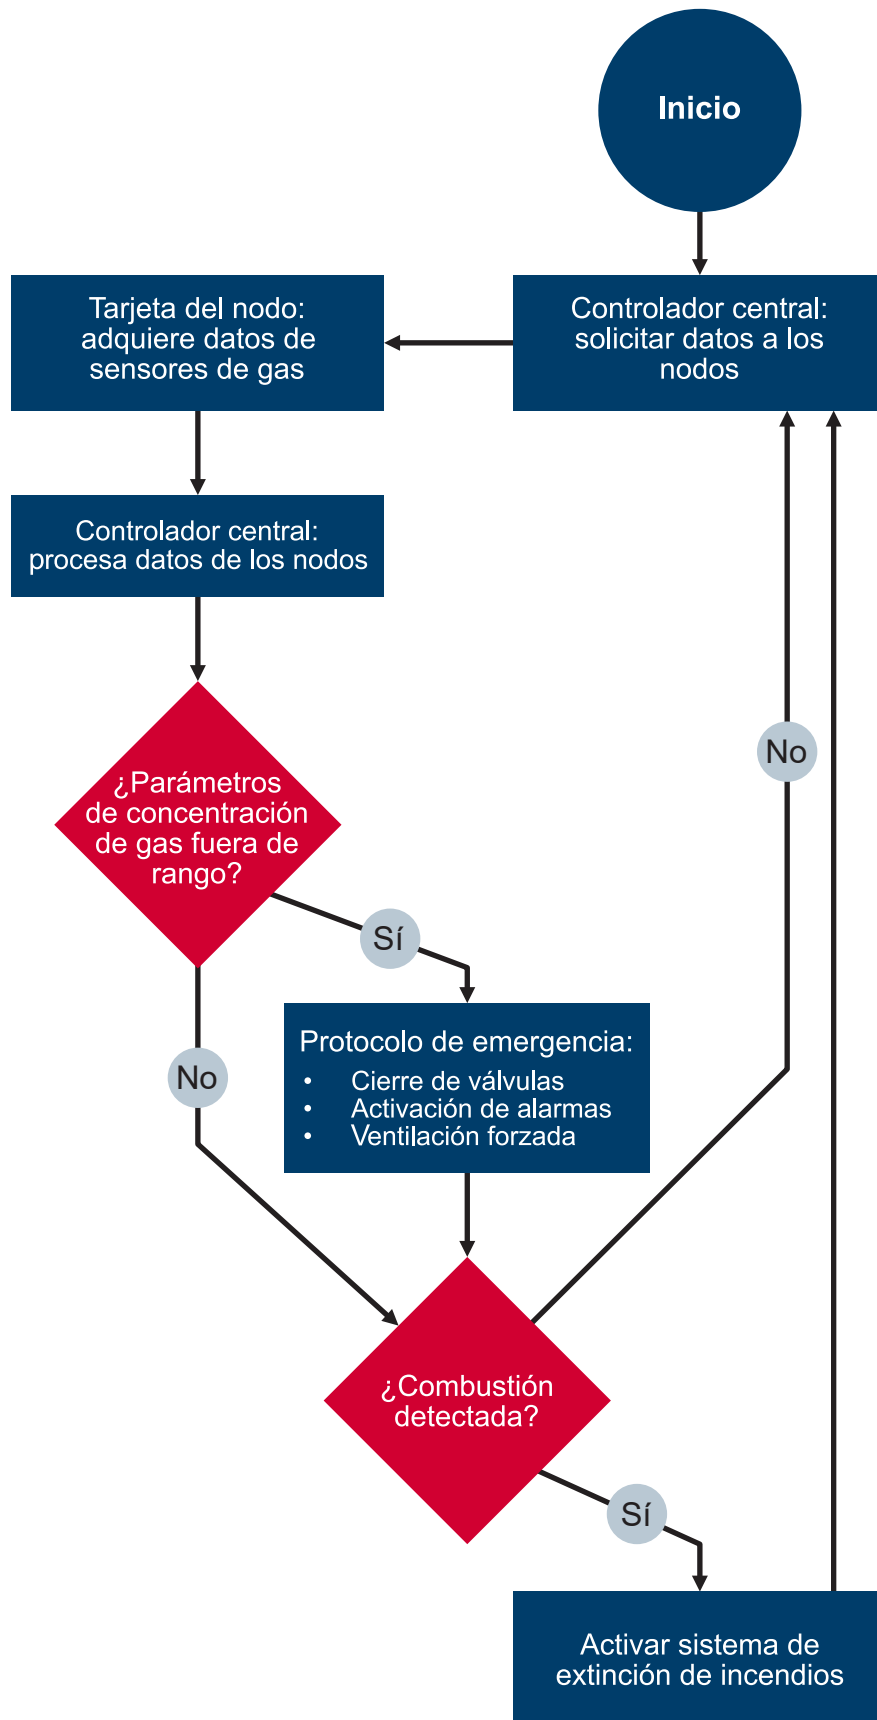 Inicio
Controlador central:
solicitar datos a los
nodos
Tarjeta del nodo:
adquiere datos de
sensores de gas
Controlador central:
procesa datos de los nodos
¿Parámetros
de concentración
de gas fuera de
rango?
Sí
No
Protocolo de emergencia:
• Cierre de válvulas
• Activación de alarmas
• Ventilación forzada
¿Combustión
detectada?
No
Sí
Activar sistema de
extinción de incendios